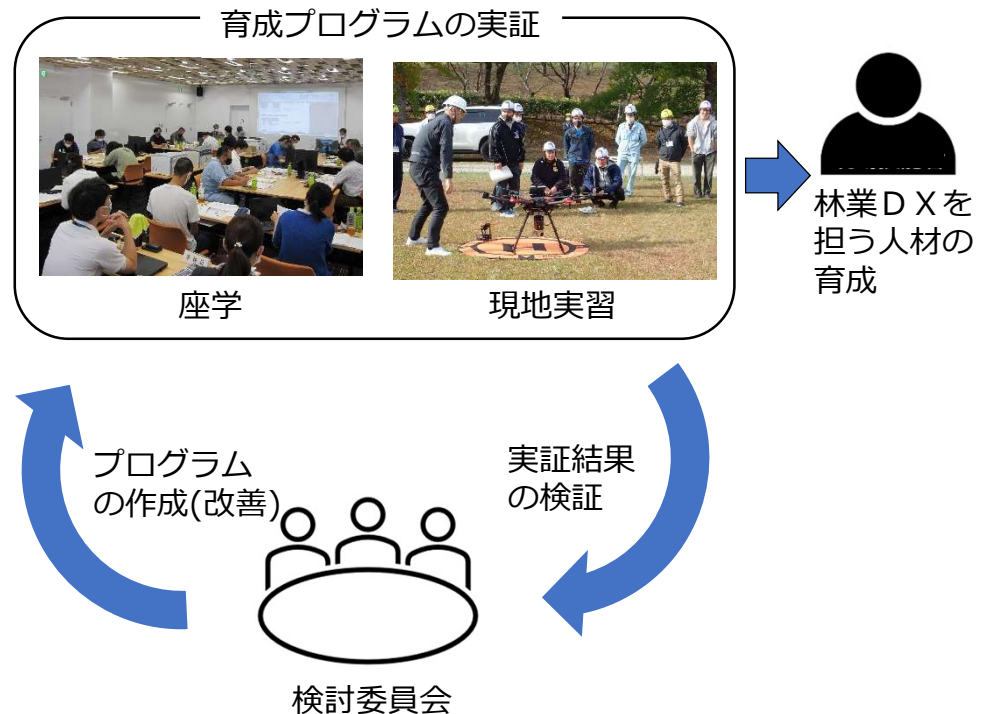 育成プログラムの実証
座学
現地実習
林業ＤＸを
担う人材の
育成
プログラム
の作成(改善)
実証結果
の検証
検討委員会